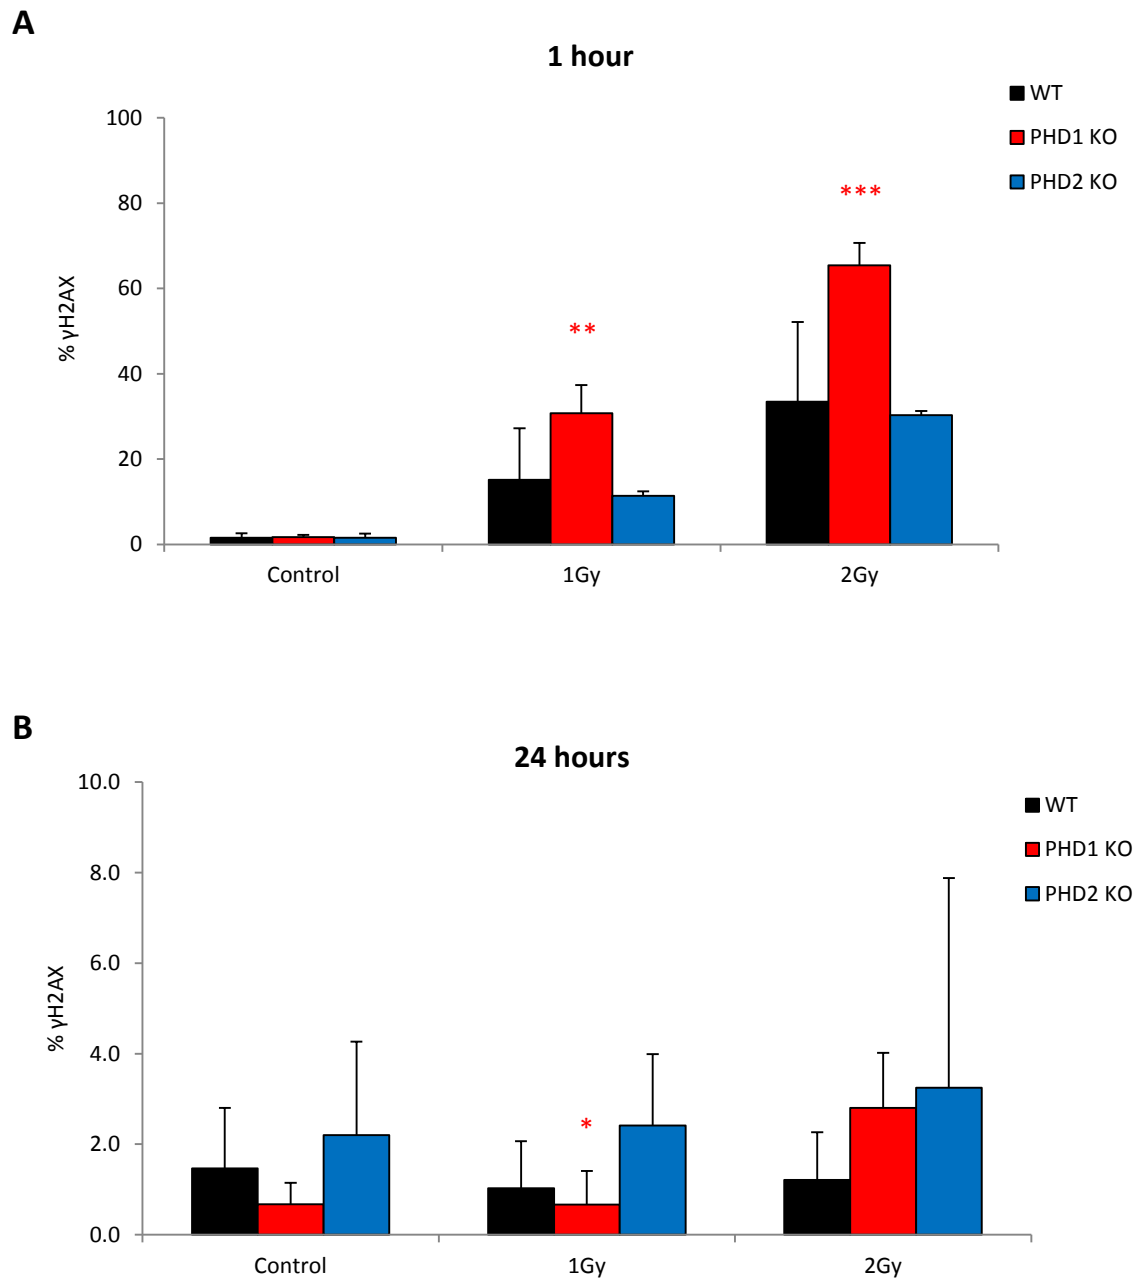 A
1 hour
WT
PHD1 KO
PHD2 KO
100
80
60
40
20
0
% γH2AX
***
**
Control
1Gy
2Gy
B
24 hours
WT
PHD1 KO
PHD2 KO
10.0
8.0
6.0
4.0
2.0
0.0
% γH2AX
*
Control
1Gy
2Gy